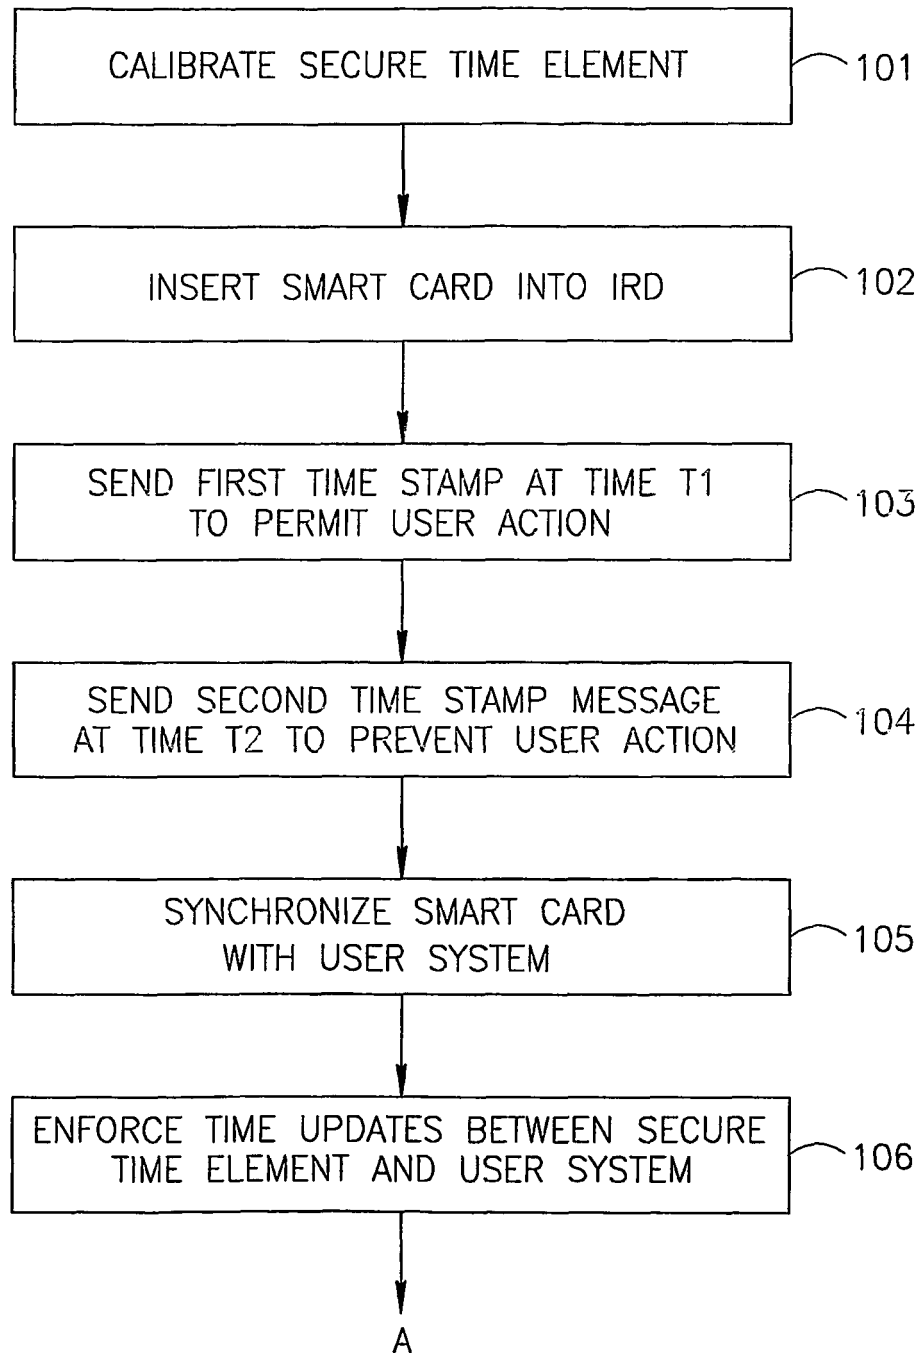 CALIBRATE SECURE TIME ELEMENT
101
INSERT SMART CARD INTO IRD
102
SEND FIRST TIME STAMP AT TIME T1
TO PERMIT USER ACTION
103
SEND SECOND TIME STAMP MESSAGE
AT TIME T2 TO PREVENT USER ACTION
104
SYNCHRONIZE SMART CARD
WITH USER SYSTEM
105
ENFORCE TIME UPDATES BETWEEN SECURE
TIME ELEMENT AND USER SYSTEM
106
A